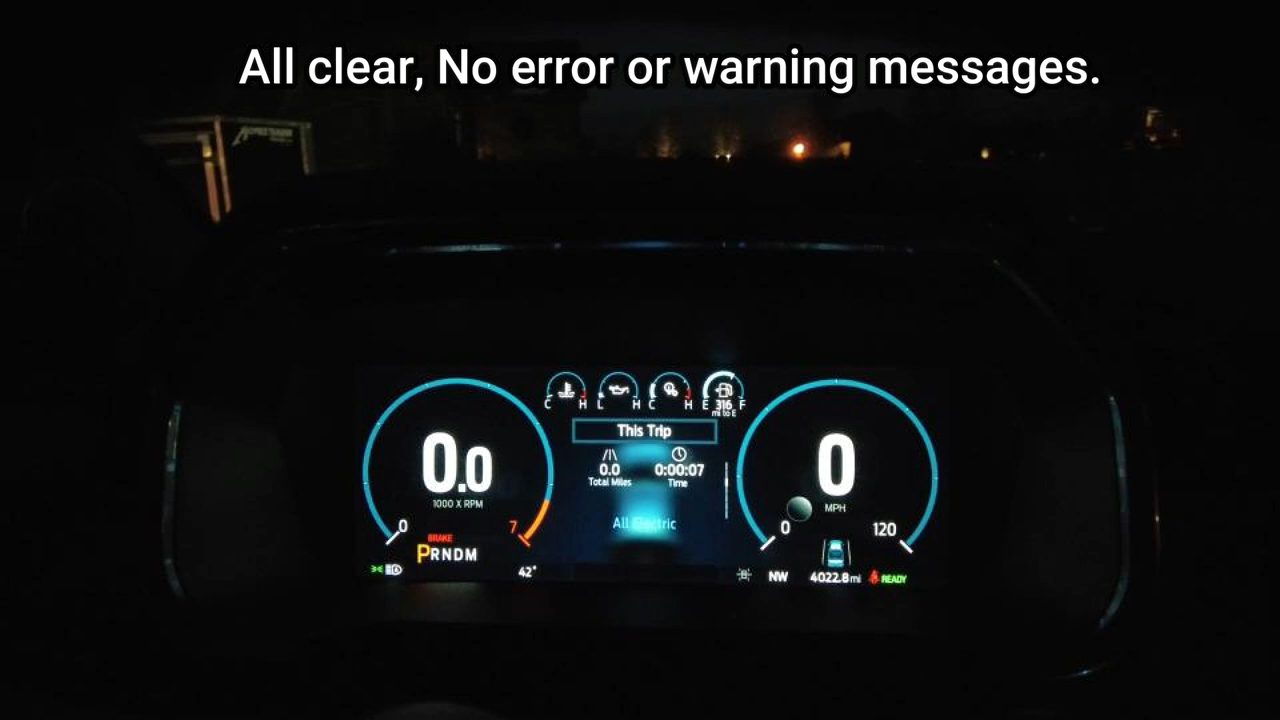 All clear, No error or warning messages.
C H L H C H E 316 F
mi to E
This Trip
0.0 0:00:07
Total Miles Time
All Electric
0.0
1000 X RPM
0 7
BRAKE
PRNDM
42°
0
MPH
0 120
NW 4022.8 mi READY